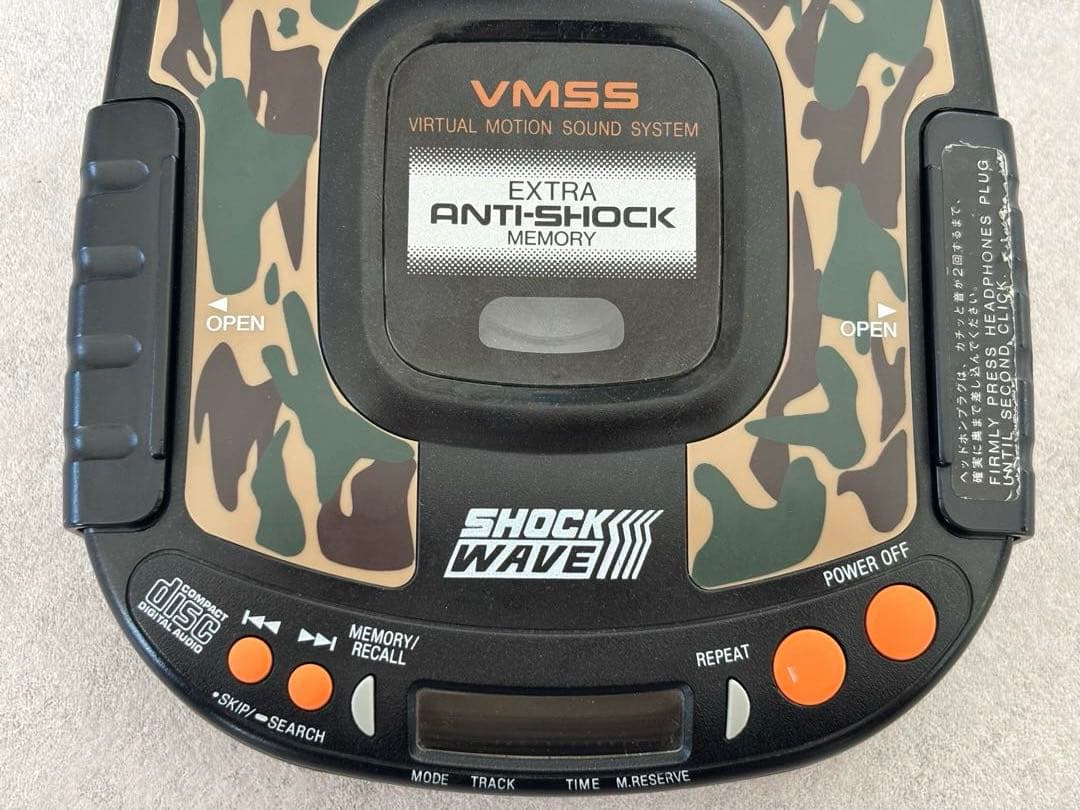 VMSS
VIRTUAL MOTION SOUND SYSTEM
EXTRA
ANTI-SHOCK
MEMORY
OPEN
OPEN
ヘッドホンプラグは、カチッと音が2回するまで、
確実に奥まで差し込んでください。
FIRMLY PRESS HEADPHONES PLUG
UNTIL SECOND CLICK.
SHOCK
WAVE
COMPACT
disc
DIGITAL AUDIO
MEMORY/
RECALL
•SKIP/ SEARCH
REPEAT
POWER OFF
MODE TRACK TIME M.RESERVE